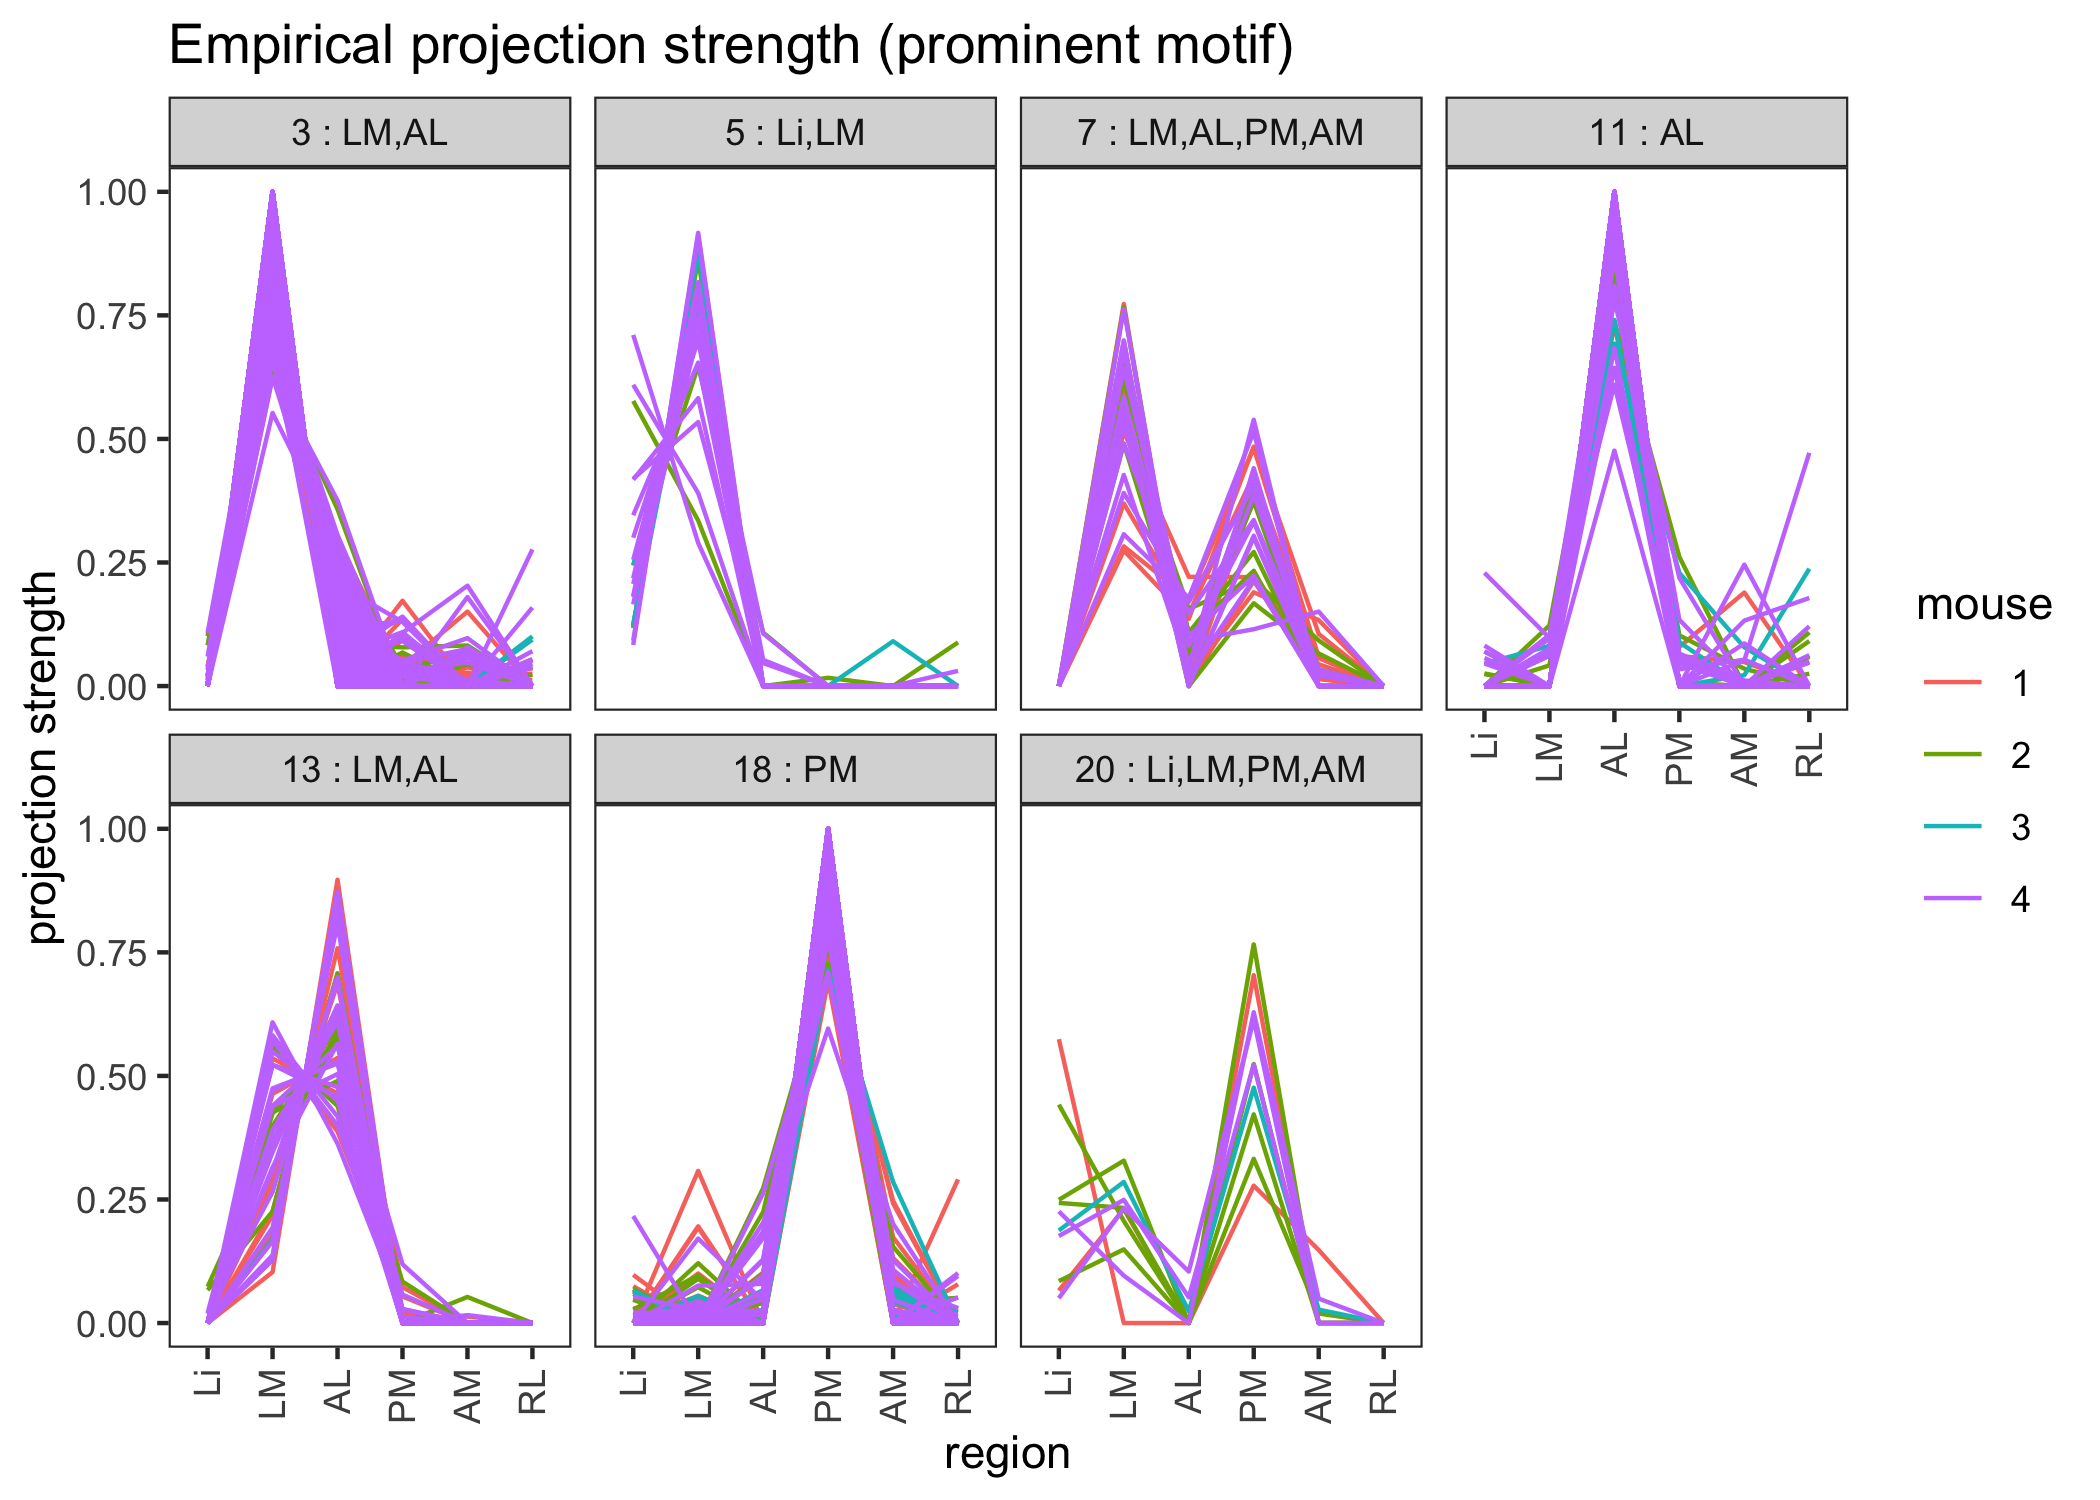 Empirical projection strength (prominent motif)
3 : LM,AL
5 : Li,LM
7 : LM,AL,PM,AM
11 : AL
projection strength
1.00
0.75
0.50
0.25
0.00
Li
LM
AL
PM
AM
RL
13 : LM,AL
18 : PM
20 : Li,LM,PM,AM
1.00
0.75
0.50
0.25
0.00
Li
LM
AL
PM
AM
RL
Li
LM
AL
PM
AM
RL
Li
LM
AL
PM
AM
RL
region
mouse
1
2
3
4